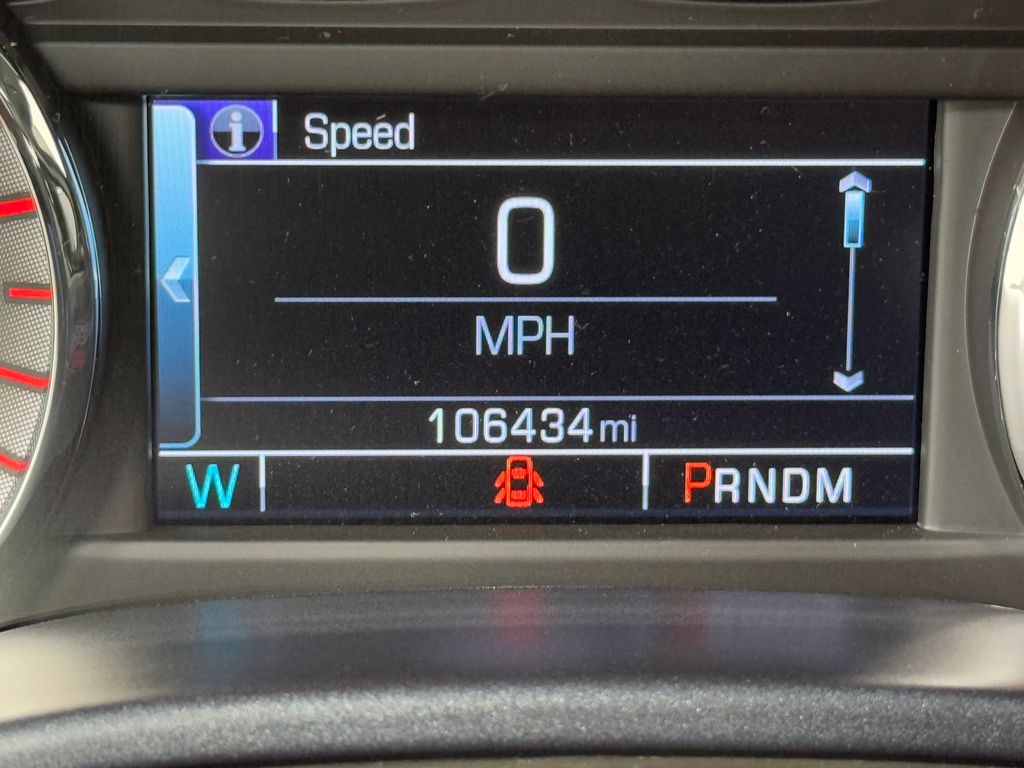 i Speed
0
MPH
106434 mi
W PRNDM